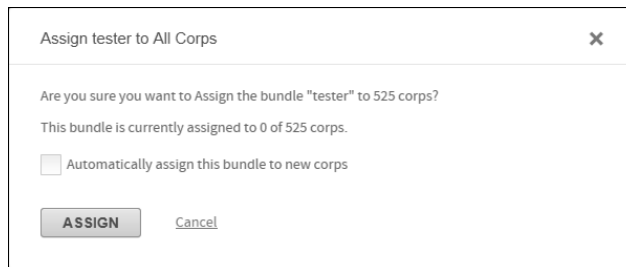 Assign tester to All Corps
Are you sure you want to Assign the bundle "tester" to 525 corps?
This bundle is currently assigned to 0 of 525 corps.
Automatically assign this bundle to new corps
ASSIGN Cancel